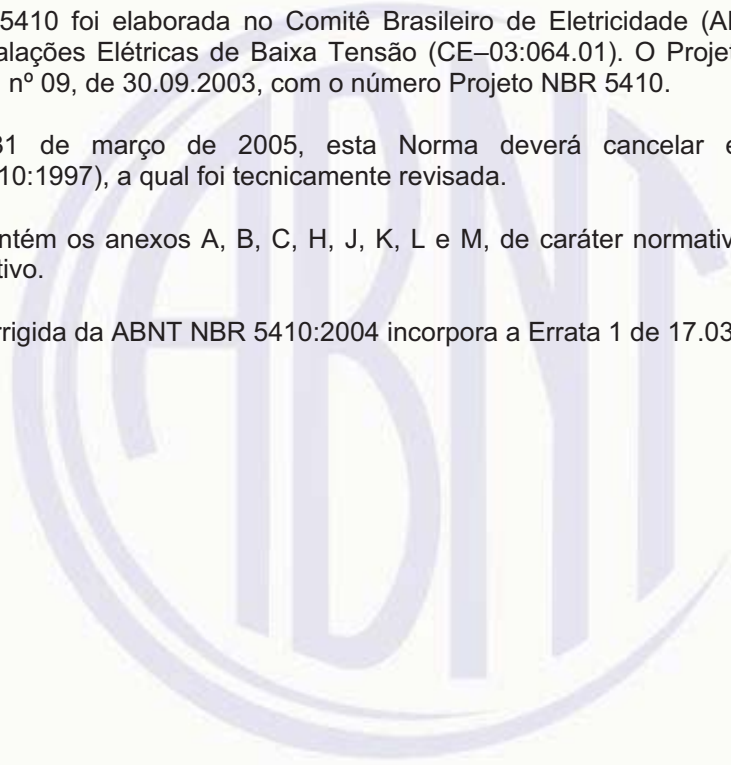 5410 foi elaborada no Comitê Brasileiro de Eletricidade
alações Elétricas de Baixa Tensão (CE–03:064.01). O Projet
nº 09, de 30.09.2003, com o número Projeto NBR 5410.
31 de março de 2005, esta Norma deverá cancelar e
10:1997), a qual foi tecnicamente revisada.
ntém os anexos A, B, C, H, J, K, L e M, de caráter normativ
tivo.
rrigida da ABNT NBR 5410:2004 incorpora a Errata 1 de 17.03
ABNT